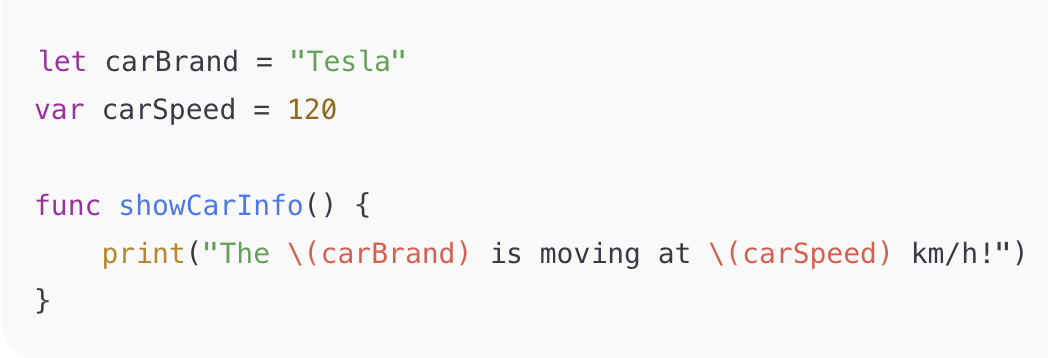 let carBrand = "Tesla"
var carSpeed = 120
func showCarInfo() {
    print("The \(carBrand) is moving at \(carSpeed) km/h!")
}